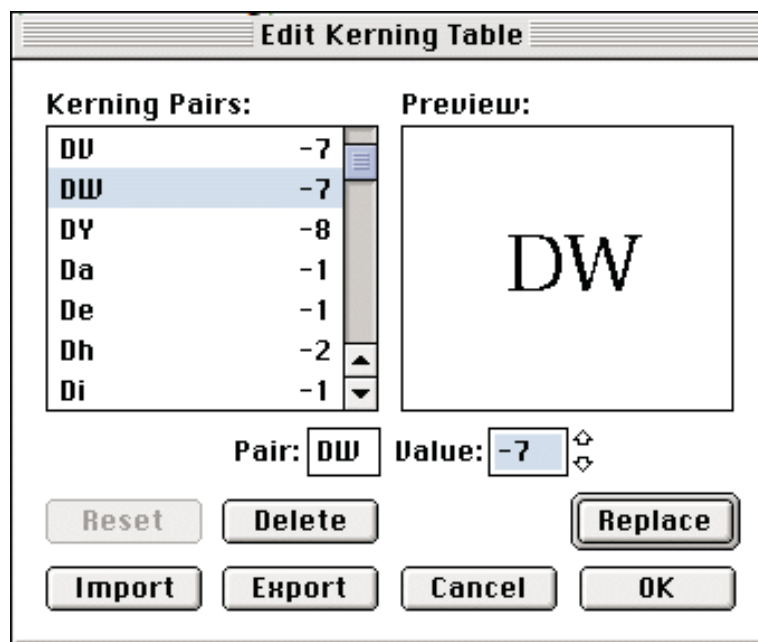 Edit Kerning Table
Kerning Pairs: Preview:
DV -7
DW -7
DY -8
Da -1
De -1
Dh -2
Di -1
DW
Pair: DW Value: -7
Reset Delete Replace
Import Export Cancel OK